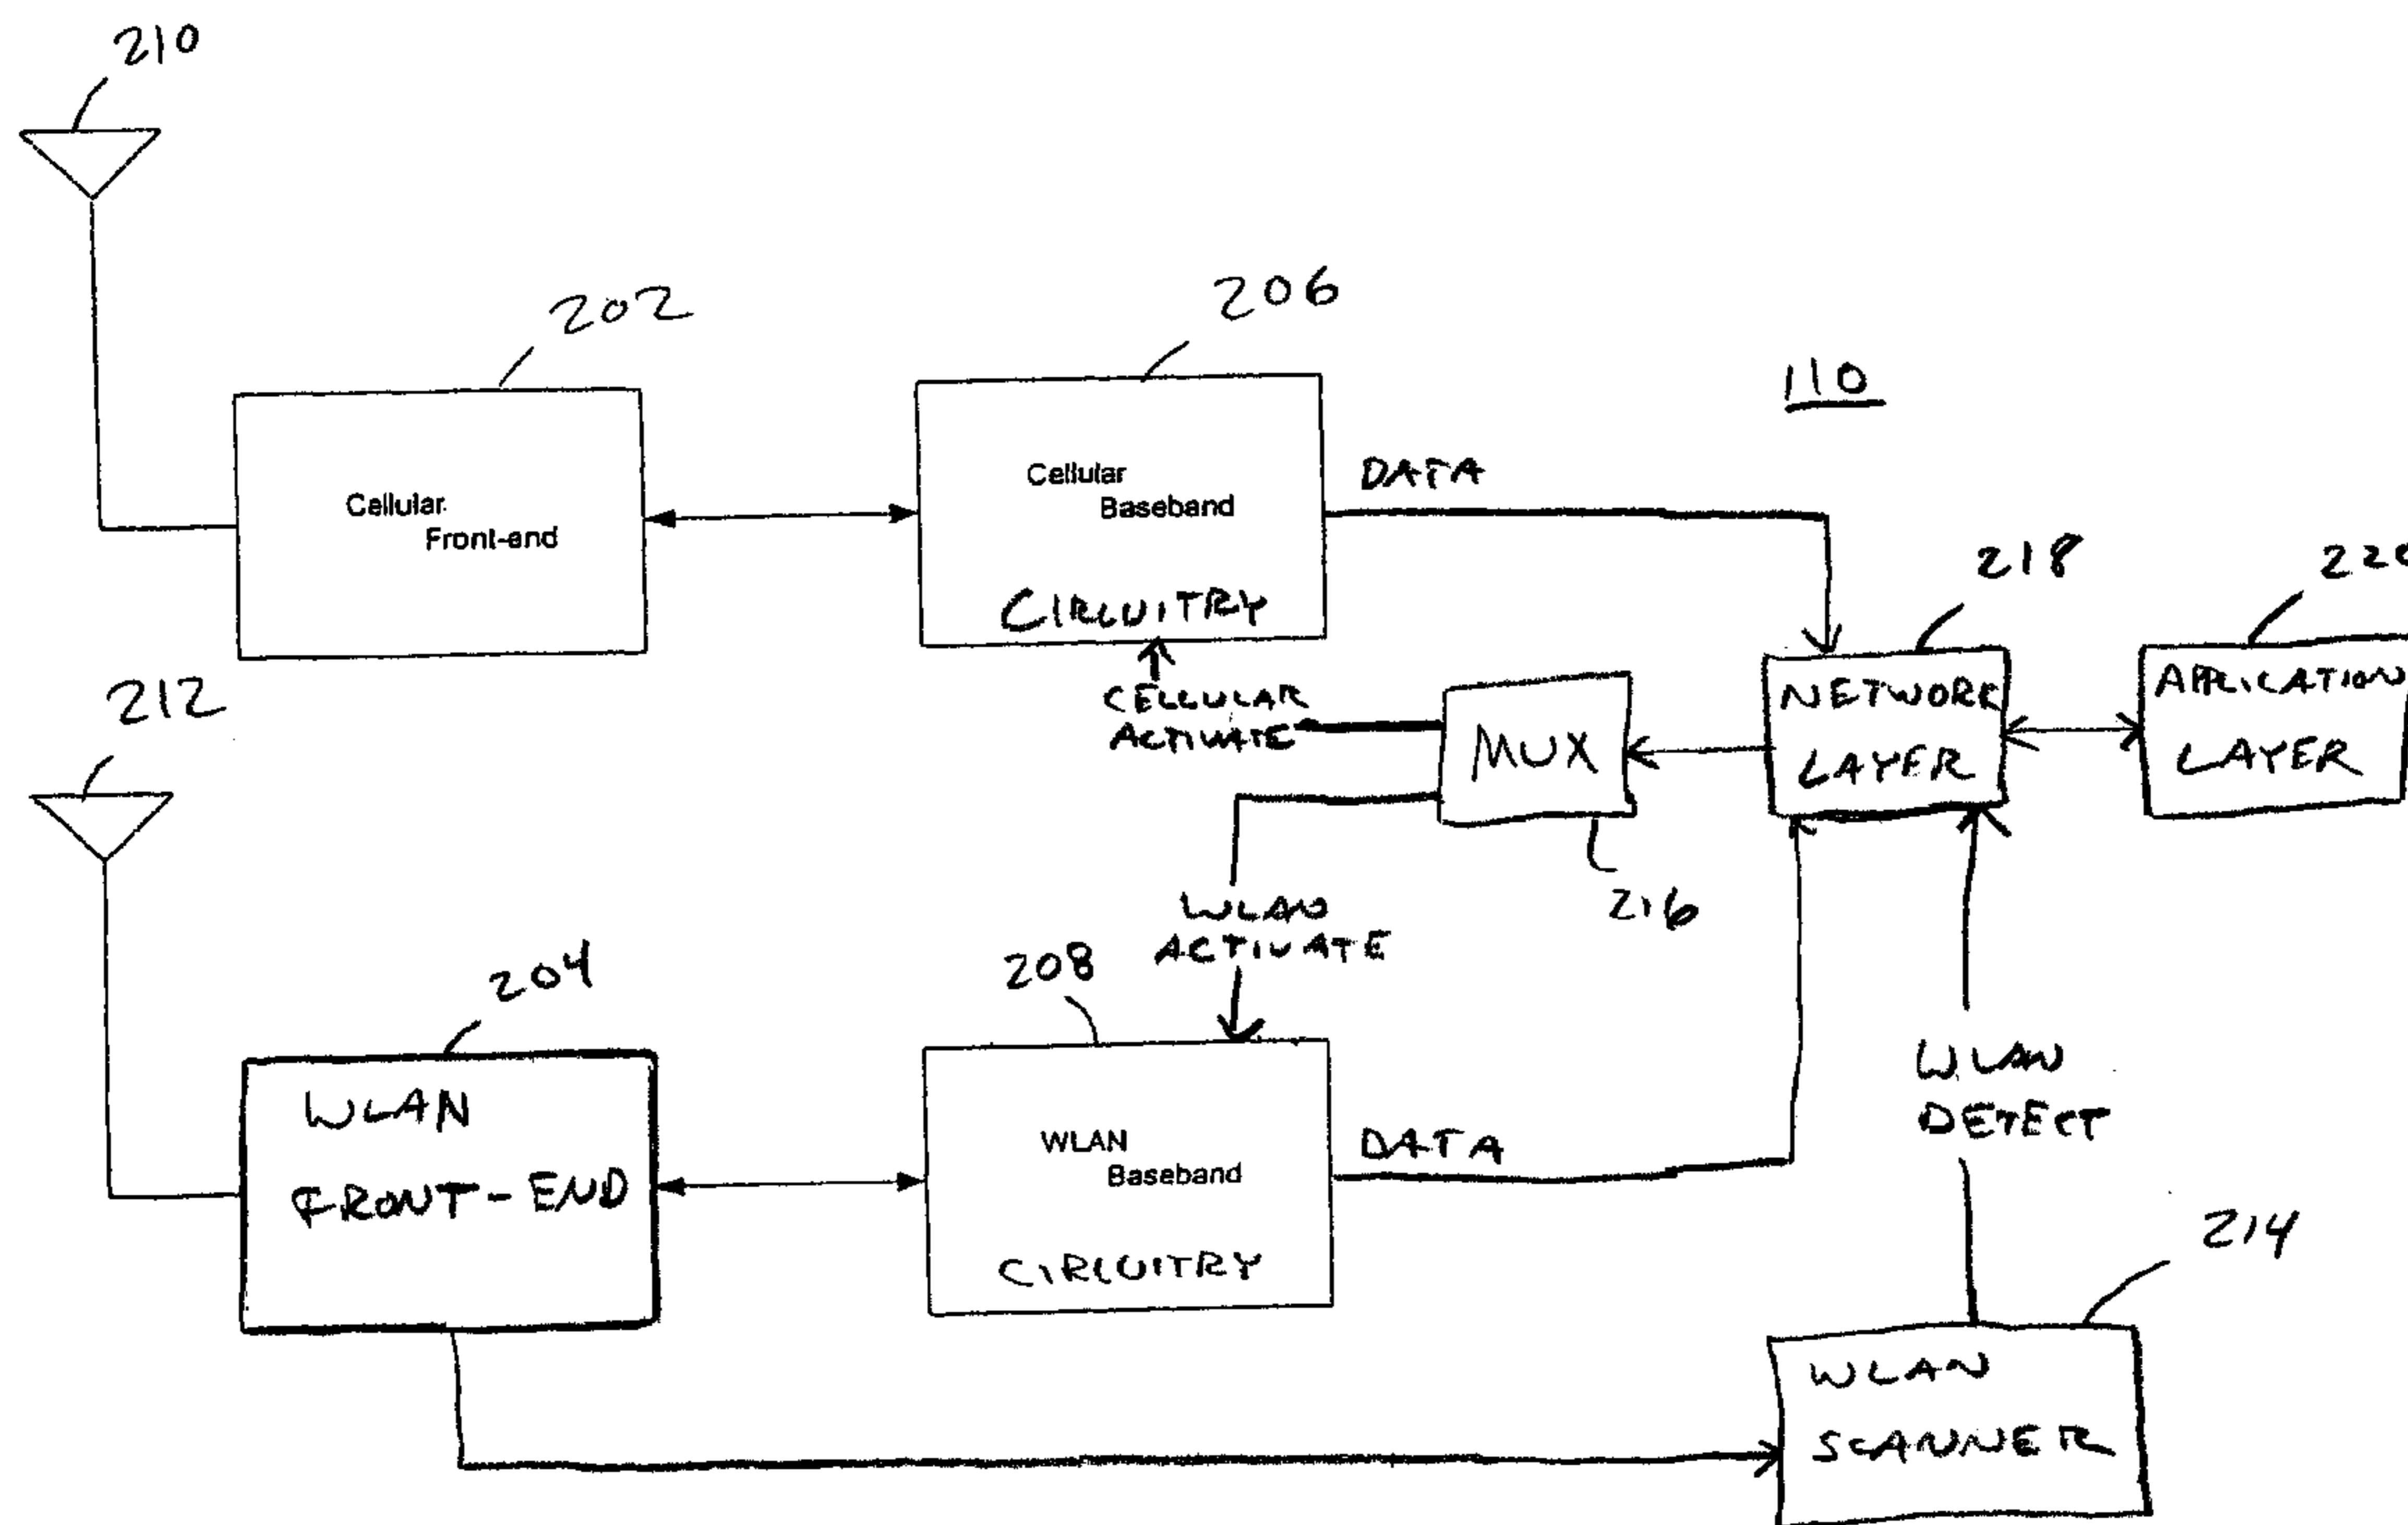 210
202
206
110
Cellular
Front-end
Cellular
Baseband
CIRCUITRY
DATA
218
NETWORK
LAYER
APPLICATION
LAYER
CELLULAR
ACTIVATE
MUX
216
212
WLAN
ACTIVATE
204
208
WLAN
FRONT-END
WLAN
Baseband
CIRCUITRY
DATA
WLAN
DETECT
214
WLAN
SCANNER